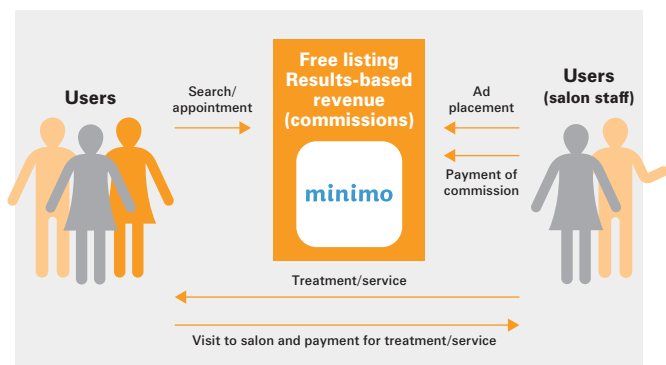 Users
Search/
appointment
Free listing
Results-based
revenue
(commissions)
minimo
Ad
placement
Payment of
commission
Users
(salon staff)
Treatment/service
Visit to salon and payment for treatment/service